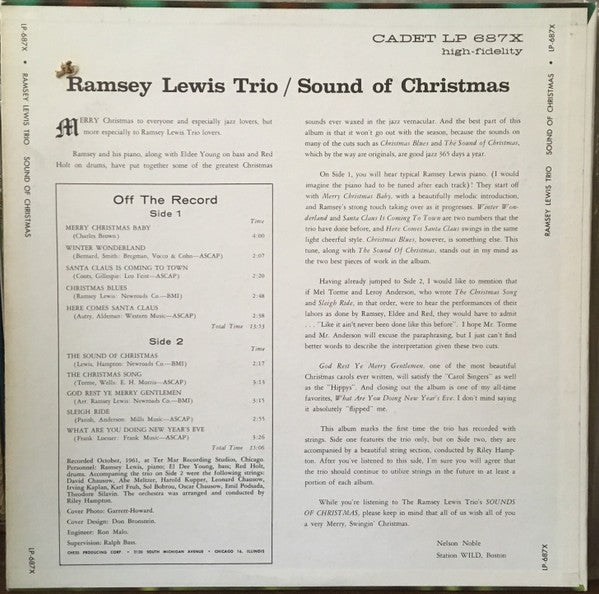 CADET LP 687X
high-fidelity
Ramsey Lewis Trio / Sound of Christmas
LP-687X • RAMSEY LEWIS TRIO SOUND OF CHRISTMAS LP-687X
MERRY Christmas to everyone and especially jazz lovers, but
more especially to Ramsey Lewis Trio lovers.
Ramsey and his piano, along with Eldee Young on bass and Red
Holt on drums, have put together some of the greatest Christmas
Off The Record
Side 1
Time
MERRY CHRISTMAS BABY
(Charles Brown) 4:00
WINTER WONDERLAND
(Bernard, Smith: Bregman, Vocco & Cohn—ASCAP) 2:07
SANTA CLAUS IS COMING TO TOWN
(Coots, Gillespie: Leo Feist—ASCAP) 2:20
CHRISTMAS BLUES
(Ramsey Lewis: Newroads Co.—BMI) 2:48
HERE COMES SANTA CLAUS
(Autry, Aldeman: Western Music—ASCAP) 2:38
Total Time 13:53
Side 2
Time
THE SOUND OF CHRISTMAS
(Lewis, Hampton: Newroads Co.—BMI) 2:17
THE CHRISTMAS SONG
(Torme, Wells: E. H. Morris—ASCAP) 3:13
GOD REST YE MERRY GENTLEMEN
(Arr. Ramsey Lewis: Newroads Co.—BMI) 3:15
SLEIGH RIDE
(Parish, Anderson: Mills Music—ASCAP) 2:55
WHAT ARE YOU DOING NEW YEAR'S EVE
(Frank Loesser: Frank Music—ASCAP) 3:26
Total Time 15:06
Recorded October, 1961, at Ter Mar Recording Studios, Chicago.
Personnel: Ramsey Lewis, piano; El Dee Young, bass; Red Holt,
drums. Accompanying the trio on Side 2 were the following strings:
David Chausow, Abe Meltzer, Harold Kupper, Leonard Chausow,
Irving Kaplan, Karl Fruh, Sol Bobrou, Oscar Chausow, Emil Podsada,
Theodore Silavin. The orchestra was arranged and conducted by
Riley Hampton.
Cover Photo: Garrett-Howard.
Cover Design: Don Bronstein.
Engineer: Ron Malo.
Supervision: Ralph Bass.
CHESS PRODUCING CORP. • 2120 SOUTH MICHIGAN AVENUE • CHICAGO 16, ILLINOIS
sounds ever waxed in the jazz vernacular. And the best part of this
album is that it won't go out with the season, because the sounds on
many of the cuts such as Christmas Blues and The Sound of Christmas,
which by the way are originals, are good jazz 365 days a year.
On Side 1, you will hear typical Ramsey Lewis piano. (I would
imagine the piano had to be tuned after each track)! They start off
with Merry Christmas Baby, with a beautifully melodic introduction,
and Ramsey's strong touch taking over as it progresses. Winter Won-
derland and Santa Claus Is Coming To Town are two numbers that the
trio have done before, and Here Comes Santa Claus swings in the same
light cheerful style. Christmas Blues, however, is something else. This
tune, along with The Sound of Christmas, stands out in my mind as
the two best pieces of work in the album.
Having already jumped to Side 2, I would like to mention that
if Mel Torme and Leroy Anderson, who wrote The Christmas Song
and Sleigh Ride, in that order, were to hear the performances of their
labors as done by Ramsey, Eldee and Red, they would have to admit
. . . "Like it ain't never been done like this before". I hope Mr. Torme
and Mr. Anderson will excuse the paraphrasing, but I just can't find
better words to describe the interpretation given these two cuts.
God Rest Ye Merry Gentlemen, one of the most beautiful
Christmas carols ever written, will satisfy the "Carol Singers" as well
as the "Hippys". And closing out the album is one of my all-time
favorites, What Are You Doing New Year's Eve. I don't mind saying
it absolutely "flipped" me.
This album marks the first time the trio has recorded with
strings. Side one features the trio only, but on Side two, they are
accompanied by a beautiful string section, conducted by Riley Hamp-
ton. After you've listened to this side, I'm sure you will agree that
the trio should continue to utilize strings in the future in at least a
portion of each album.
While you're listening to The Ramsey Lewis Trio's SOUNDS
OF CHRISTMAS, please keep in mind that all of us wish all of you
a very Merry, Swingin' Christmas.
Nelson Noble
Station WILD, Boston
LP-687X • RAMSEY LEWIS TRIO SOUND OF CHRISTMAS • LP-687X